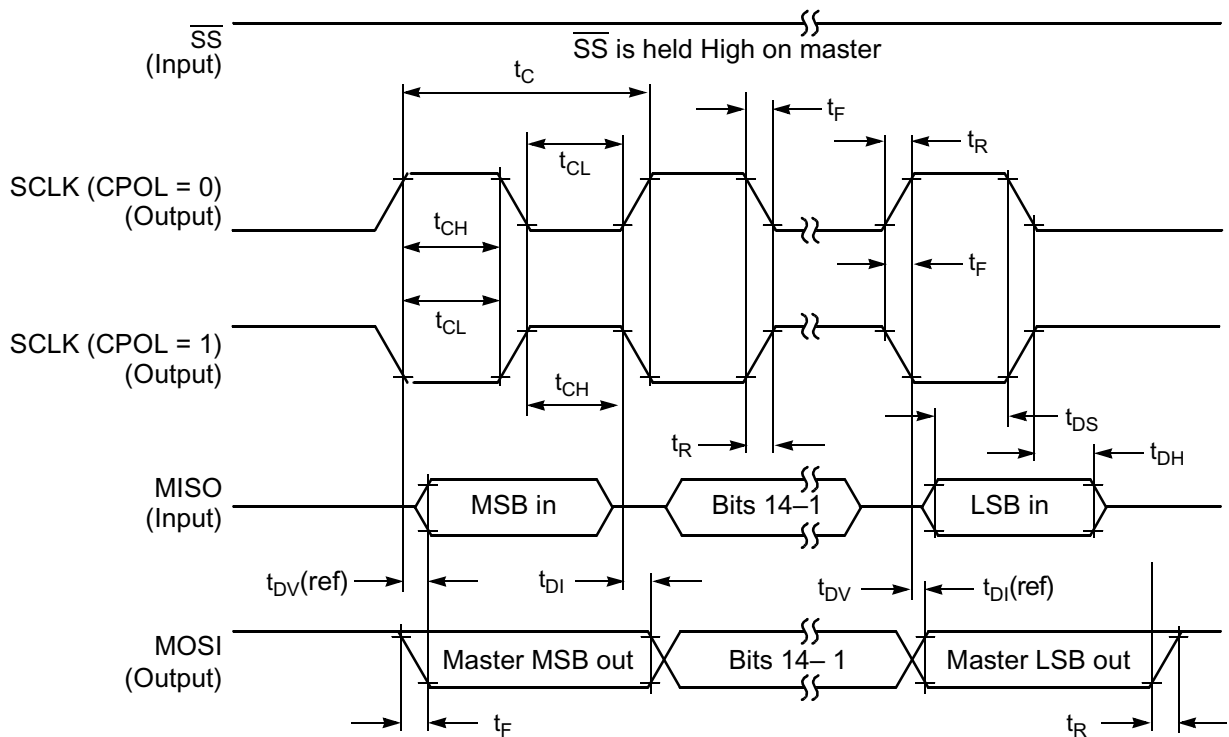 SS
(Input)
SS is held High on master
tC
tF
tR
tCL
SCLK (CPOL = 0)
(Output)
tCH
tF
tCL
SCLK (CPOL = 1)
(Output)
tCH
tDS
tR
tDH
MISO
(Input)
MSB in
Bits 14–1
LSB in
tDV(ref)
tDI
tDV
tDI(ref)
MOSI
(Output)
Master MSB out
Bits 14– 1
Master LSB out
tF
tR